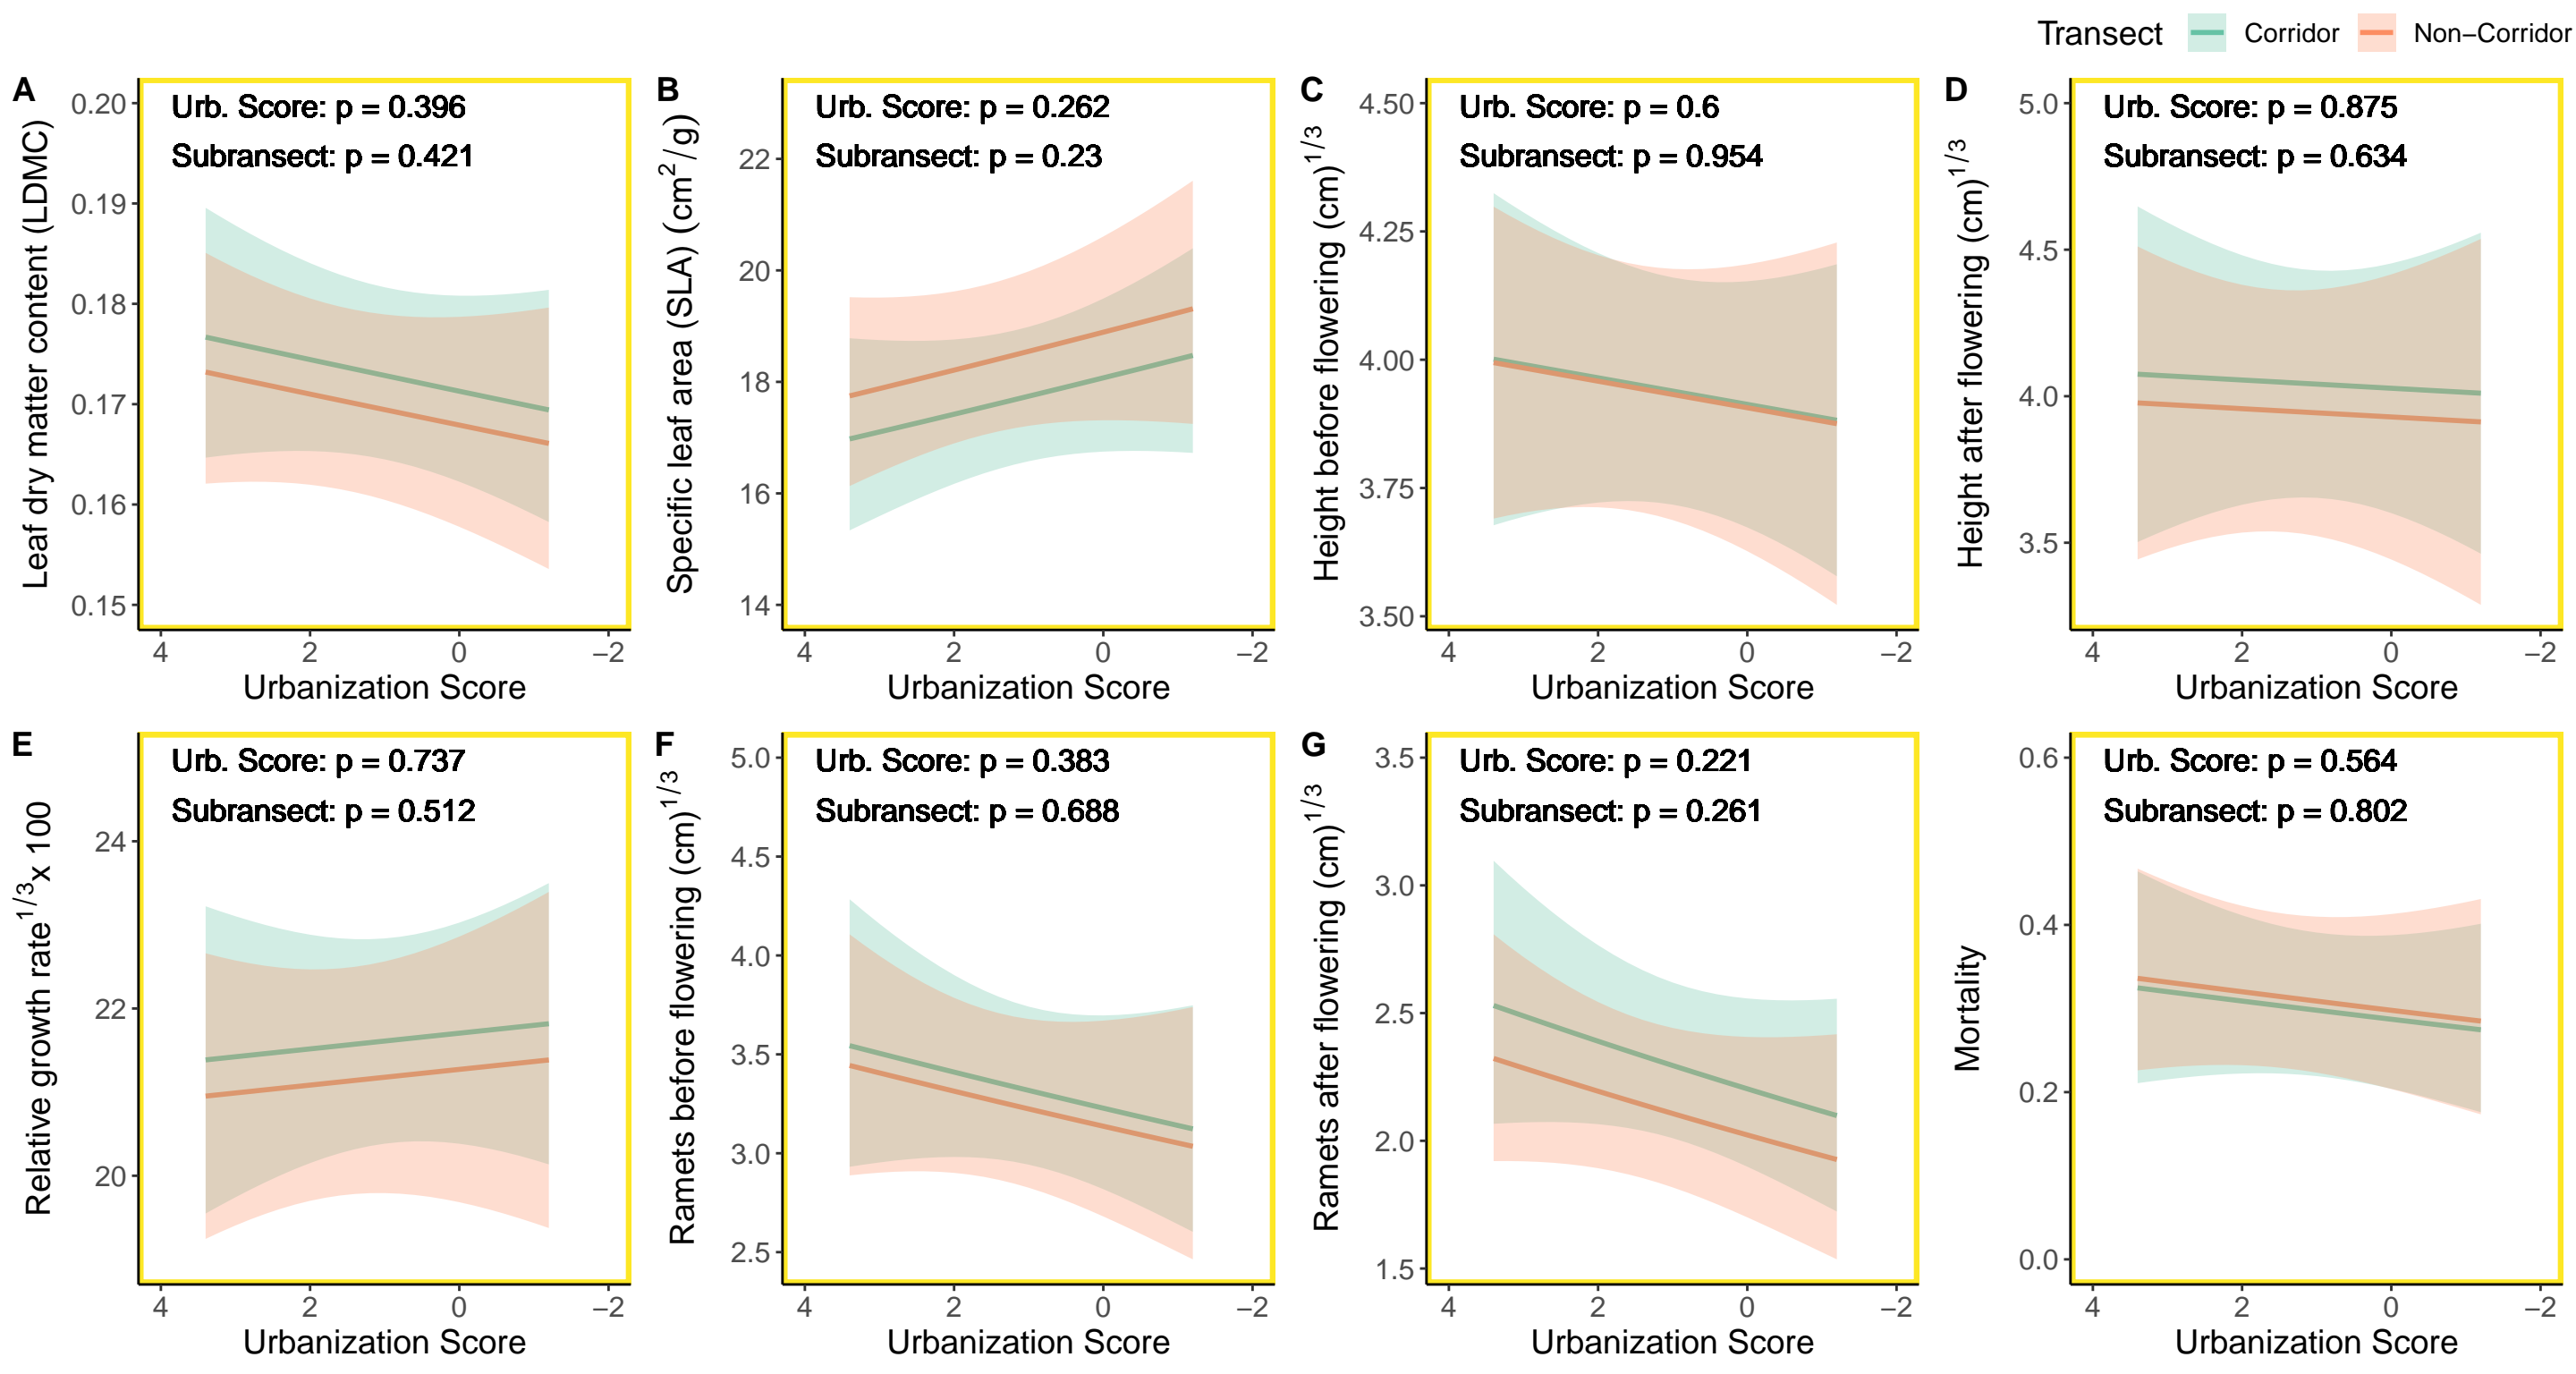 Transect Corridor Non−Corridor
A
Leaf dry matter content (LDMC)
Urb. Score: p = 0.396
Subransect: p = 0.421
0.20
0.19
0.18
0.17
0.16
0.15
4 2 0 −2
Urbanization Score
B
Specific leaf area (SLA) (cm²/g)
Urb. Score: p = 0.262
Subransect: p = 0.23
22
20
18
16
14
4 2 0 −2
Urbanization Score
C
Height before flowering (cm)^1/3
Urb. Score: p = 0.6
Subransect: p = 0.954
4.50
4.25
4.00
3.75
3.50
4 2 0 −2
Urbanization Score
D
Height after flowering (cm)^1/3
Urb. Score: p = 0.875
Subransect: p = 0.634
5.0
4.5
4.0
3.5
4 2 0 −2
Urbanization Score
E
Relative growth rate^1/3 x 100
Urb. Score: p = 0.737
Subransect: p = 0.512
24
22
20
4 2 0 −2
Urbanization Score
F
Ramets before flowering (cm)^1/3
Urb. Score: p = 0.383
Subransect: p = 0.688
5.0
4.5
4.0
3.5
3.0
2.5
4 2 0 −2
Urbanization Score
G
Ramets after flowering (cm)^1/3
Urb. Score: p = 0.221
Subransect: p = 0.261
3.5
3.0
2.5
2.0
1.5
4 2 0 −2
Urbanization Score
Mortality
Urb. Score: p = 0.564
Subransect: p = 0.802
0.6
0.4
0.2
0.0
4 2 0 −2
Urbanization Score